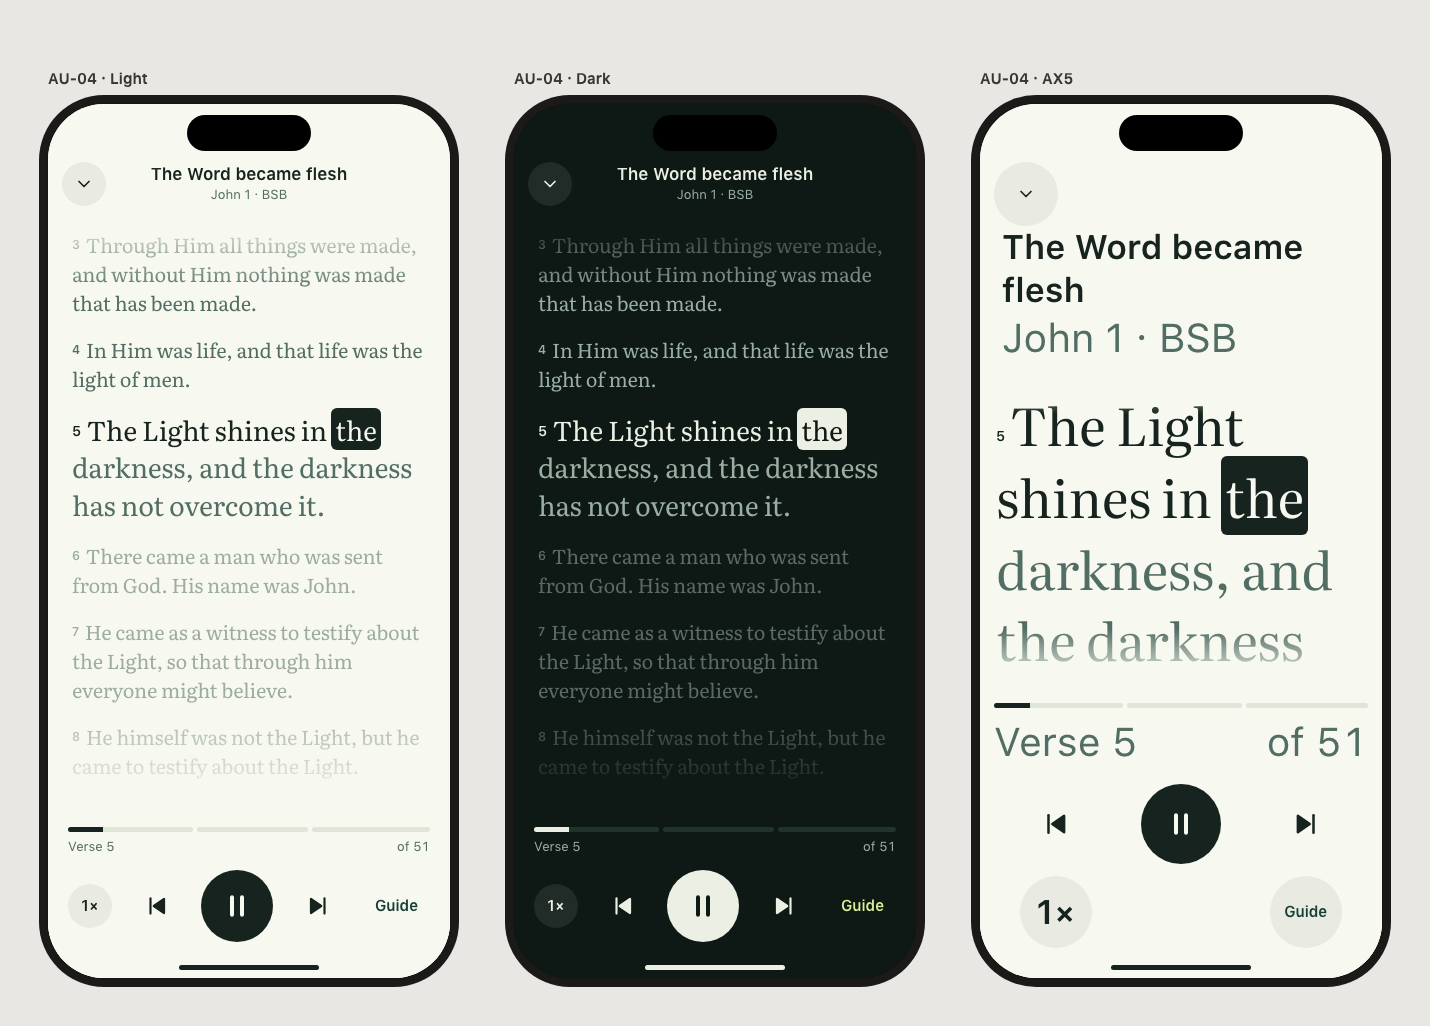 AU-04 · Light
The Word became flesh
John 1 · BSB
3 Through Him all things were made,
and without Him nothing was made
that has been made.
4 In Him was life, and that life was the
light of men.
5 The Light shines in the
darkness, and the darkness
has not overcome it.
6 There came a man who was sent
from God. His name was John.
7 He came as a witness to testify about
the Light, so that through him
everyone might believe.
8 He himself was not the Light, but he
came to testify about the Light.
Verse 5
of 51
1×
Guide
AU-04 · Dark
The Word became flesh
John 1 · BSB
3 Through Him all things were made,
and without Him nothing was made
that has been made.
4 In Him was life, and that life was the
light of men.
5 The Light shines in the
darkness, and the darkness
has not overcome it.
6 There came a man who was sent
from God. His name was John.
7 He came as a witness to testify about
the Light, so that through him
everyone might believe.
8 He himself was not the Light, but he
came to testify about the Light.
Verse 5
of 51
1×
Guide
AU-04 · AX5
The Word became
flesh
John 1 · BSB
5 The Light
shines in the
darkness, and
the darkness
Verse 5
of 51
1×
Guide